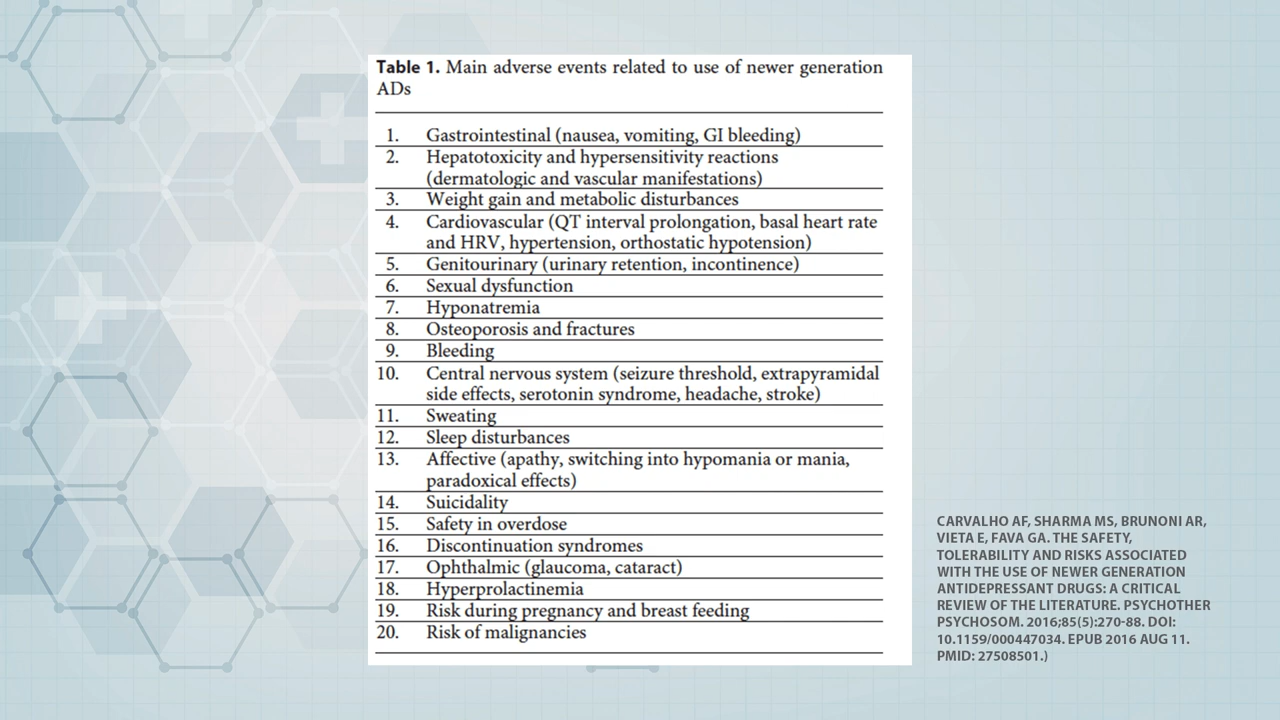 Table 1. Main adverse events related to use of newer generation
ADs
1. Gastrointestinal (nausea, vomiting, GI bleeding)
2. Hepatotoxicity and hypersensitivity reactions
(dermatologic and vascular manifestations)
3. Weight gain and metabolic disturbances
4. Cardiovascular (QT interval prolongation, basal heart rate
and HRV, hypertension, orthostatic hypotension)
5. Genitourinary (urinary retention, incontinence)
6. Sexual dysfunction
7. Hyponatremia
8. Osteoporosis and fractures
9. Bleeding
10. Central nervous system (seizure threshold, extrapyramidal
side effects, serotonin syndrome, headache, stroke)
11. Sweating
12. Sleep disturbances
13. Affective (apathy, switching into hypomania or mania,
paradoxical effects)
14. Suicidality
15. Safety in overdose
16. Discontinuation syndromes
17. Ophthalmic (glaucoma, cataract)
18. Hyperprolactinemia
19. Risk during pregnancy and breast feeding
20. Risk of malignancies
CARVALHO AF, SHARMA MS, BRUNONI AR,
VIETA E, FAVA GA. THE SAFETY,
TOLERABILITY AND RISKS ASSOCIATED
WITH THE USE OF NEWER GENERATION
ANTIDEPRESSANT DRUGS: A CRITICAL
REVIEW OF THE LITERATURE. PSYCHOTHER
PSYCHOSOM. 2016;85(5):270-88. DOI:
10.1159/000447034. EPUB 2016 AUG 11.
PMID: 27508501.)